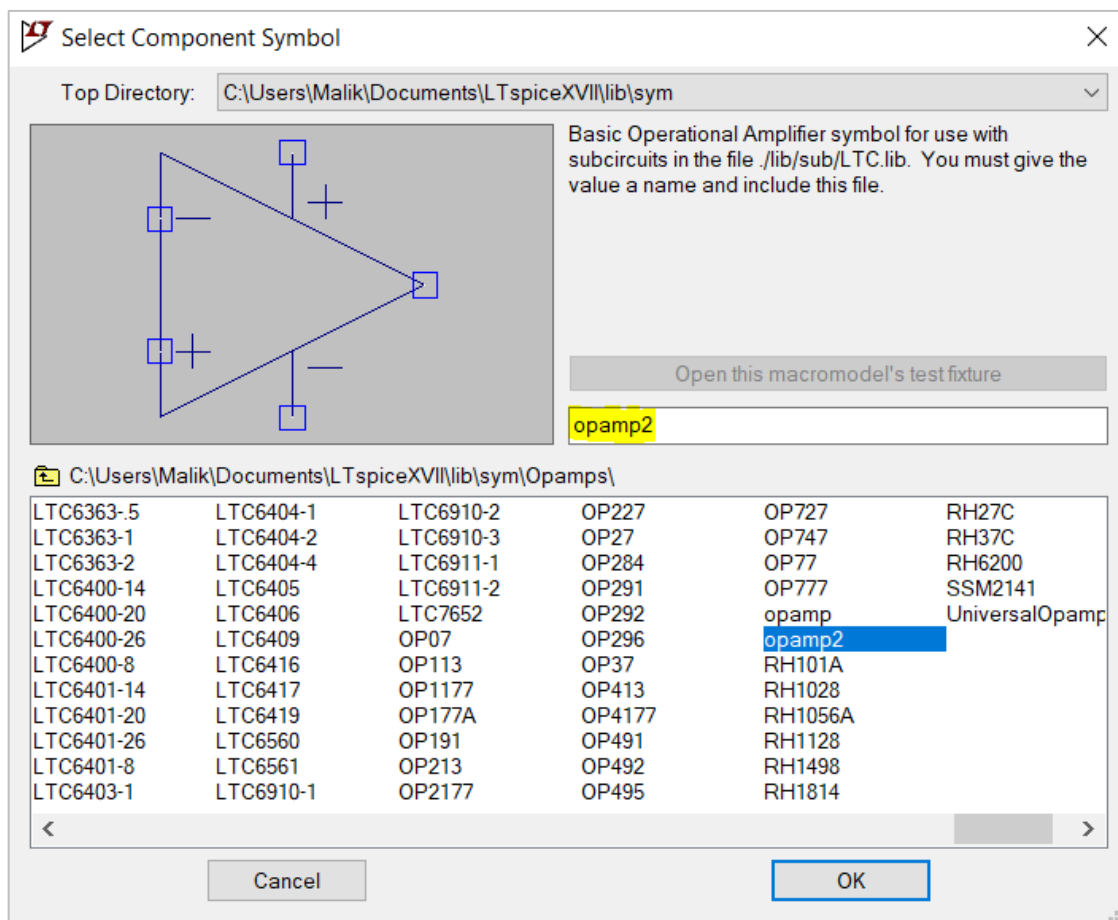 Select Component Symbol
Top Directory: C:\Users\Malik\Documents\LTspiceXVII\lib\sym
Basic Operational Amplifier symbol for use with
subcircuits in the file ./lib/sub/LTC.lib. You must give the
value a name and include this file.
Open this macromodel's test fixture
opamp2
C:\Users\Malik\Documents\LTspiceXVII\lib\sym\Opamps\
LTC6363-.5 LTC6404-1 LTC6910-2 OP227 OP727 RH27C
LTC6363-1 LTC6404-2 LTC6910-3 OP27 OP747 RH37C
LTC6363-2 LTC6404-4 LTC6911-1 OP284 OP77 RH6200
LTC6400-14 LTC6405 LTC6911-2 OP291 OP777 SSM2141
LTC6400-20 LTC6406 LTC7652 OP292 opamp UniversalOpamp
LTC6400-26 LTC6409 OP07 OP296 opamp2
LTC6400-8 LTC6416 OP113 OP37 RH101A
LTC6401-14 LTC6417 OP1177 OP413 RH1028
LTC6401-20 LTC6419 OP177A OP4177 RH1056A
LTC6401-26 LTC6560 OP191 OP491 RH1128
LTC6401-8 LTC6561 OP213 OP492 RH1498
LTC6403-1 LTC6910-1 OP2177 OP495 RH1814
Cancel OK